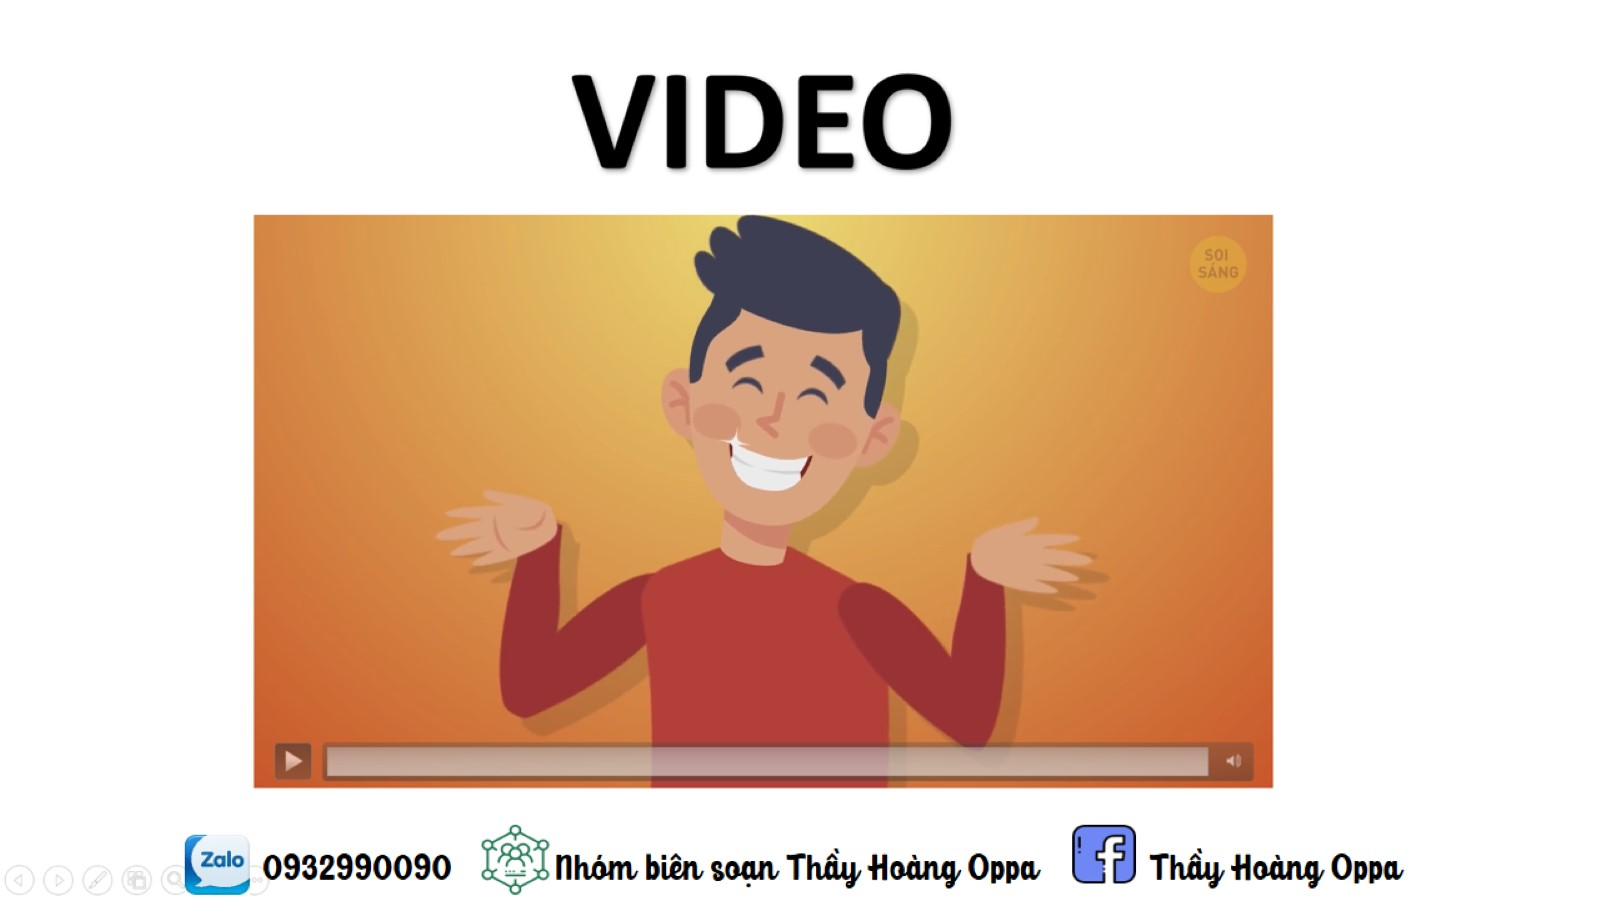 VIDEO
SOI
SÁNG
Zalo 0932990090 Nhóm biên soạn Thầy Hoàng Oppa f Thầy Hoàng Oppa